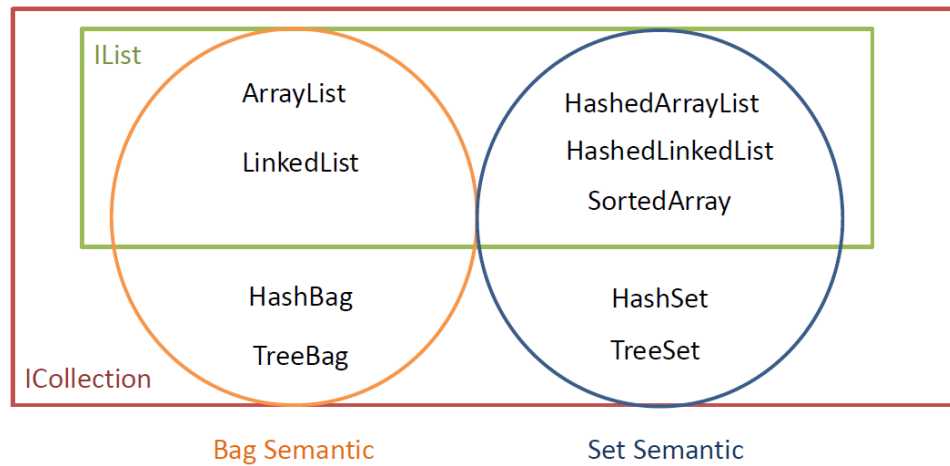 IList
ArrayList
LinkedList
HashedArrayList
HashedLinkedList
SortedArray
HashBag
TreeBag
HashSet
TreeSet
ICollection
Bag Semantic
Set Semantic